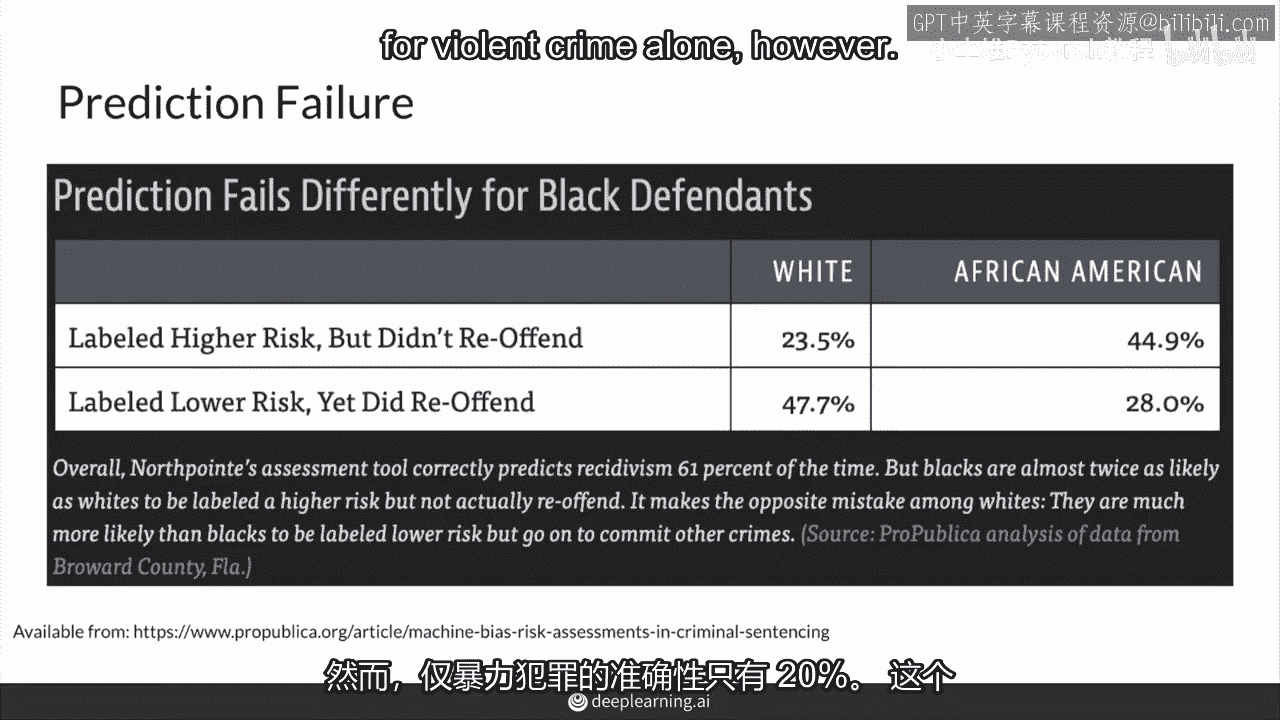 GPT中英字幕课程资源@bilibili.com
for violent crime alone, however.
Prediction Failure
Prediction Fails Differently for Black Defendants
WHITE AFRICAN AMERICAN
Labeled Higher Risk, But Didn't Re-Offend 23.5% 44.9%
Labeled Lower Risk, Yet Did Re-Offend 47.7% 28.0%
Overall, Northpointe's assessment tool correctly predicts recidivism 61 percent of the time. But blacks are almost twice as likely
as whites to be labeled a higher risk but not actually re-offend. It makes the opposite mistake among whites: They are much
more likely than blacks to be labeled lower risk but go on to commit other crimes. (Source: ProPublica analysis of data from
Broward County, Fla.)
Available from: https://www.propublica.org/article/machine-bias-risk-assessments-in-criminal-sentencing
然而，仅暴力犯罪的准确性只有 20%。 这个
deeplearning.ai